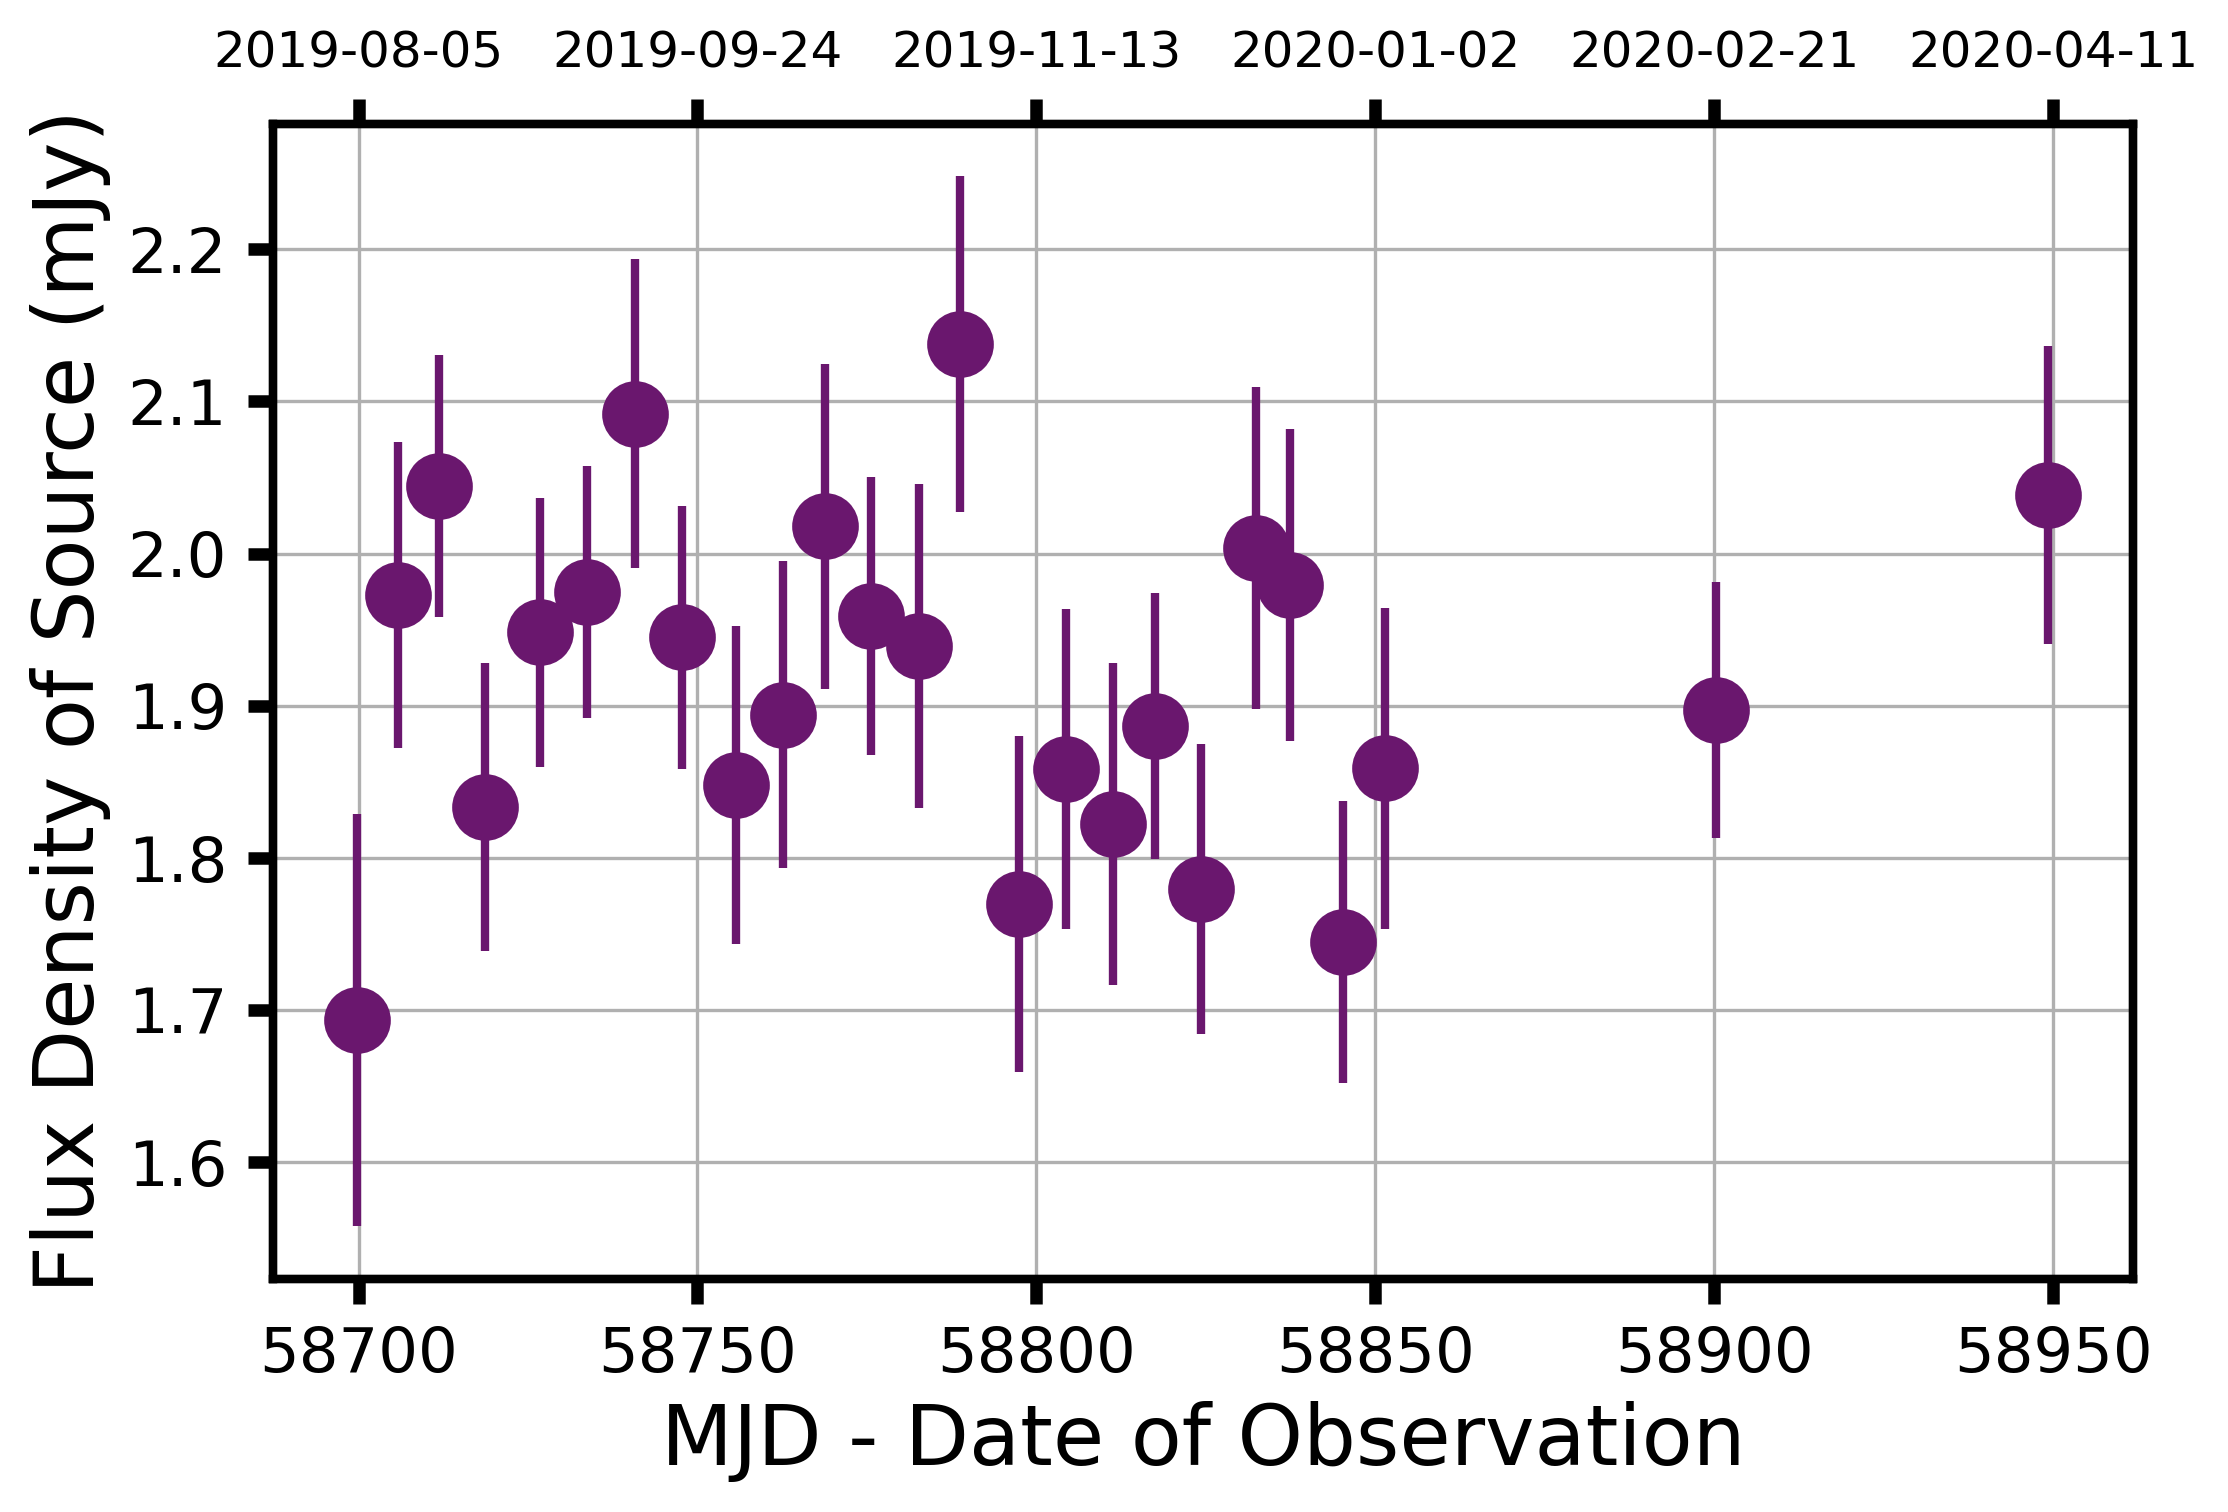 2019-08-05 2019-09-24 2019-11-13 2020-01-02 2020-02-21 2020-04-11
Flux Density of Source (mJy)
2.2
2.1
2.0
1.9
1.8
1.7
1.6
58700 58750 58800 58850 58900 58950
MJD - Date of Observation